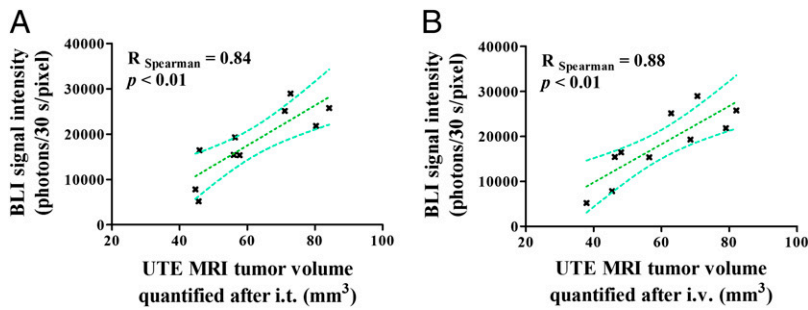 A
R Spearman = 0.84
p < 0.01
BLI signal intensity
(photons/30 s/pixel)
40000
30000
20000
10000
0
20 40 60 80 100
UTE MRI tumor volume
quantified after i.t. (mm³)
B
R Spearman = 0.88
p < 0.01
BLI signal intensity
(photons/30 s/pixel)
40000
30000
20000
10000
0
20 40 60 80 100
UTE MRI tumor volume
quantified after i.v. (mm³)